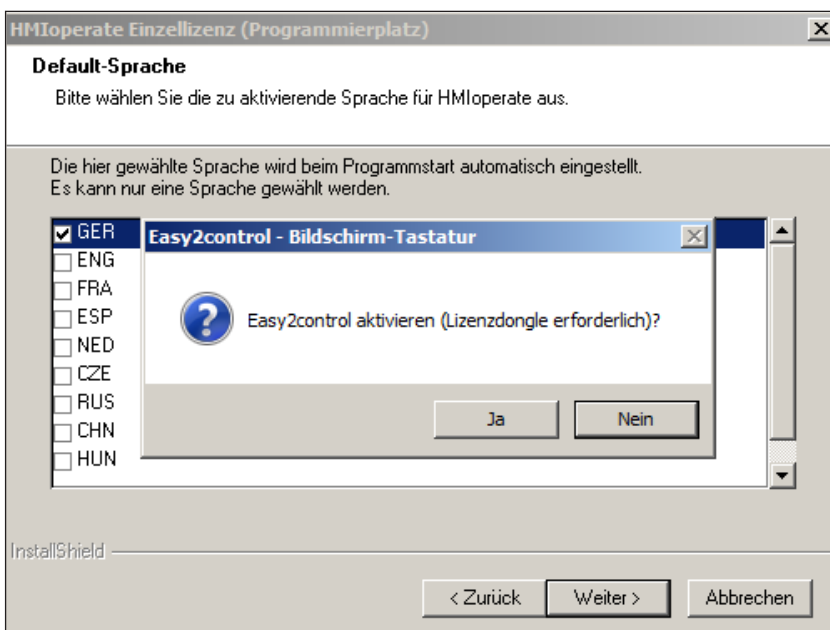 HMIoperate Einzellizenz (Programmierplatz)
Default-Sprache
Bitte wählen Sie die zu aktivierende Sprache für HMIoperate aus.
Die hier gewählte Sprache wird beim Programmstart automatisch eingestellt.
Es kann nur eine Sprache gewählt werden.
GER
ENG
FRA
ESP
NED
CZE
RUS
CHN
HUN
Easy2control - Bildschirm-Tastatur
Easy2control aktivieren (Lizenzdongle erforderlich)?
Ja
Nein
InstallShield
< Zurück
Weiter >
Abbrechen